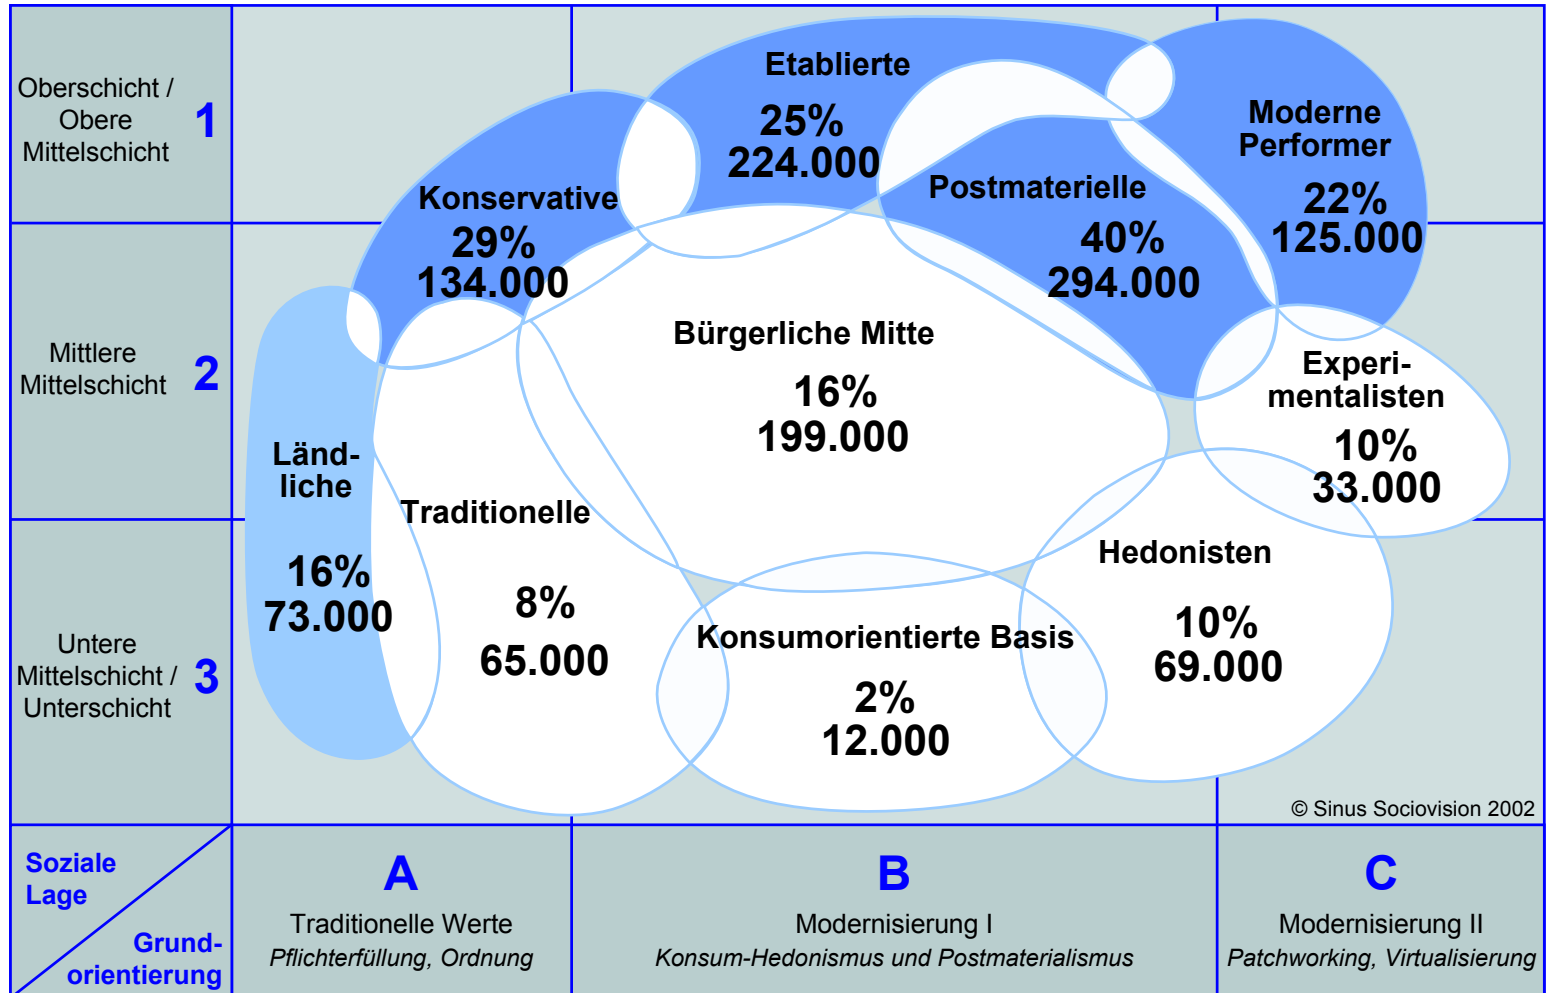 Oberschicht /
Obere
Mittelschicht
1
Etablierte
25%
224.000
Moderne
Performer
22%
125.000
Konservative
29%
134.000
Postmaterielle
40%
294.000
Mittlere
Mittelschicht
2
Bürgerliche Mitte
16%
199.000
Experi-
mentalisten
10%
33.000
Länd-
liche
16%
73.000
Traditionelle
8%
65.000
Hedonisten
10%
69.000
Untere
Mittelschicht /
Unterschicht
3
Konsumorientierte Basis
2%
12.000
© Sinus Sociovision 2002
Soziale
Lage
Grund-
orientierung
A
Traditionelle Werte
Pflichterfüllung, Ordnung
B
Modernisierung I
Konsum-Hedonismus und Postmaterialismus
C
Modernisierung II
Patchworking, Virtualisierung